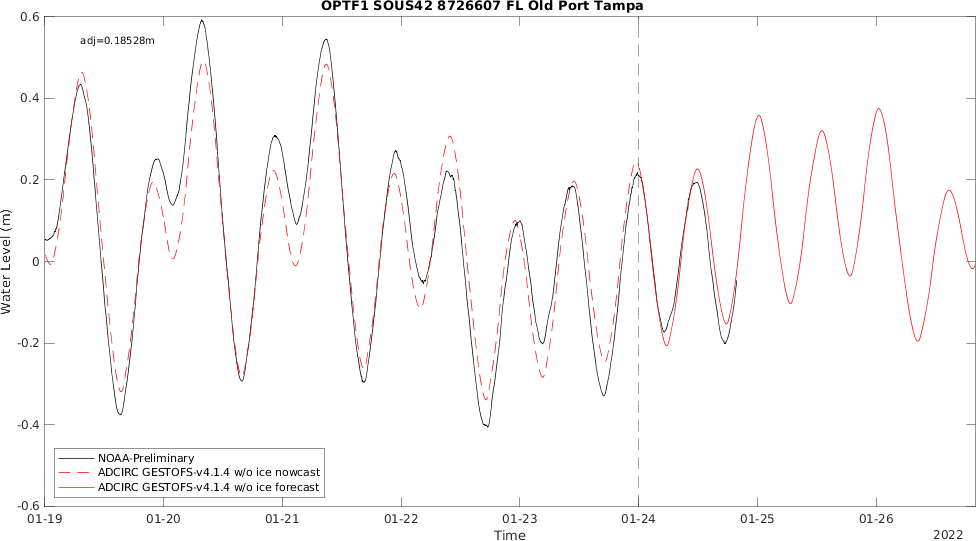 OPTF1 SOUS42 8726607 FL Old Port Tampa
adj=0.18528m
0.6
0.4
0.2
0
-0.2
-0.4
-0.6
Water Level (m)
NOAA-Preliminary
ADCIRC GESTOFS-v4.1.4 w/o ice nowcast
ADCIRC GESTOFS-v4.1.4 w/o ice forecast
01-19 01-20 01-21 01-22 01-23 01-24 01-25 01-26
Time
2022